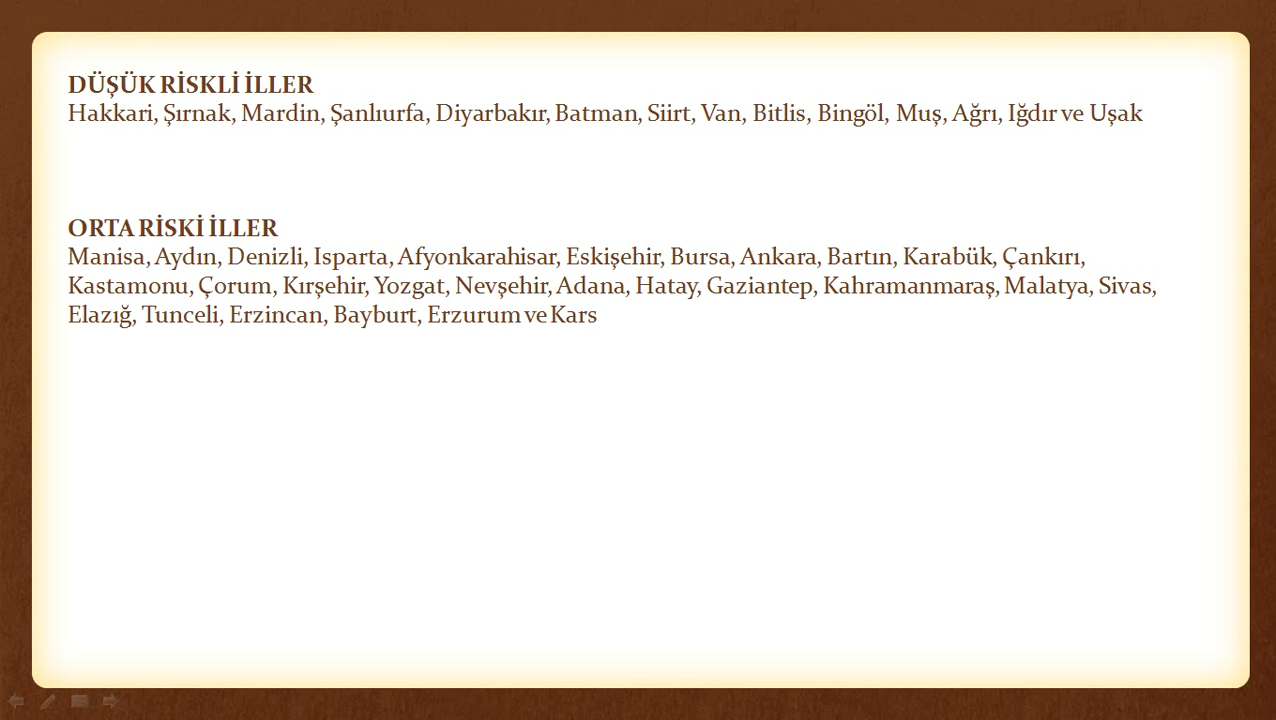 DÜŞÜK RİSKLİ İLLER
Hakkari, Şırnak, Mardin, Şanlıurfa, Diyarbakır, Batman, Siirt, Van, Bitlis, Bingöl, Muş, Ağrı, Iğdır ve Uşak
ORTA RİSKİ İLLER
Manisa, Aydın, Denizli, Isparta, Afyonkarahisar, Eskişehir, Bursa, Ankara, Bartın, Karabük, Çankırı,
Kastamonu, Çorum, Kırşehir, Yozgat, Nevşehir, Adana, Hatay, Gaziantep, Kahramanmaraş, Malatya, Sivas,
Elazığ, Tunceli, Erzincan, Bayburt, Erzurum ve Kars